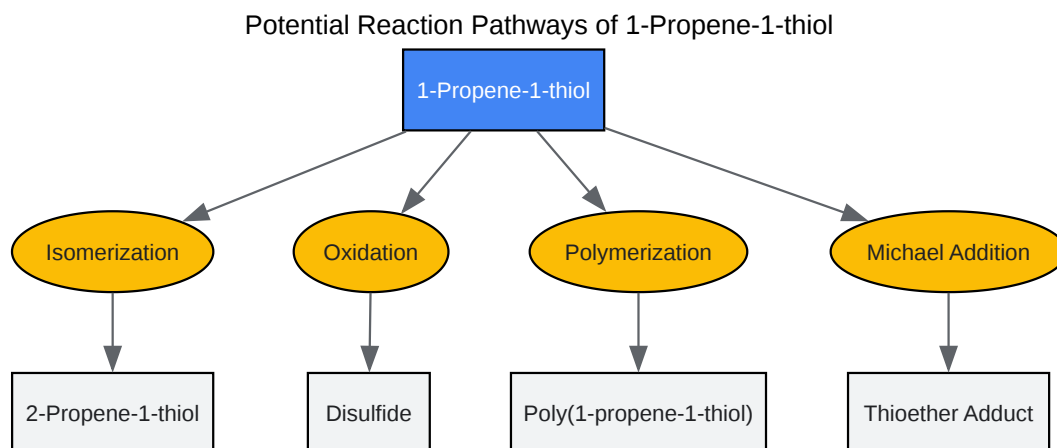 Potential Reaction Pathways of 1-Propene-1-thiol
1-Propene-1-thiol
Isomerization
Oxidation
Polymerization
Michael Addition
2-Propene-1-thiol
Disulfide
Poly(1-propene-1-thiol)
Thioether Adduct